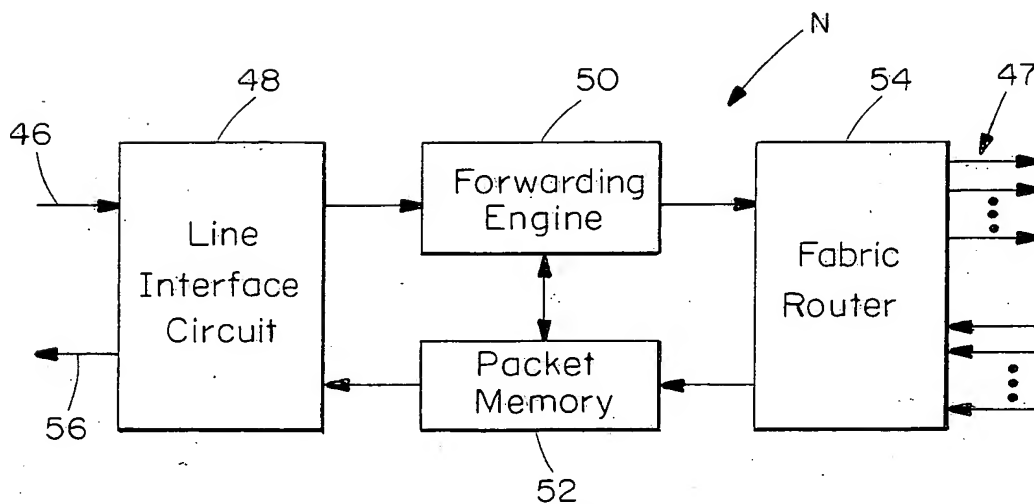 N
46
48
50
54
47
Line
Interface
Circuit
Forwarding
Engine
Fabric
Router
Packet
Memory
56
52